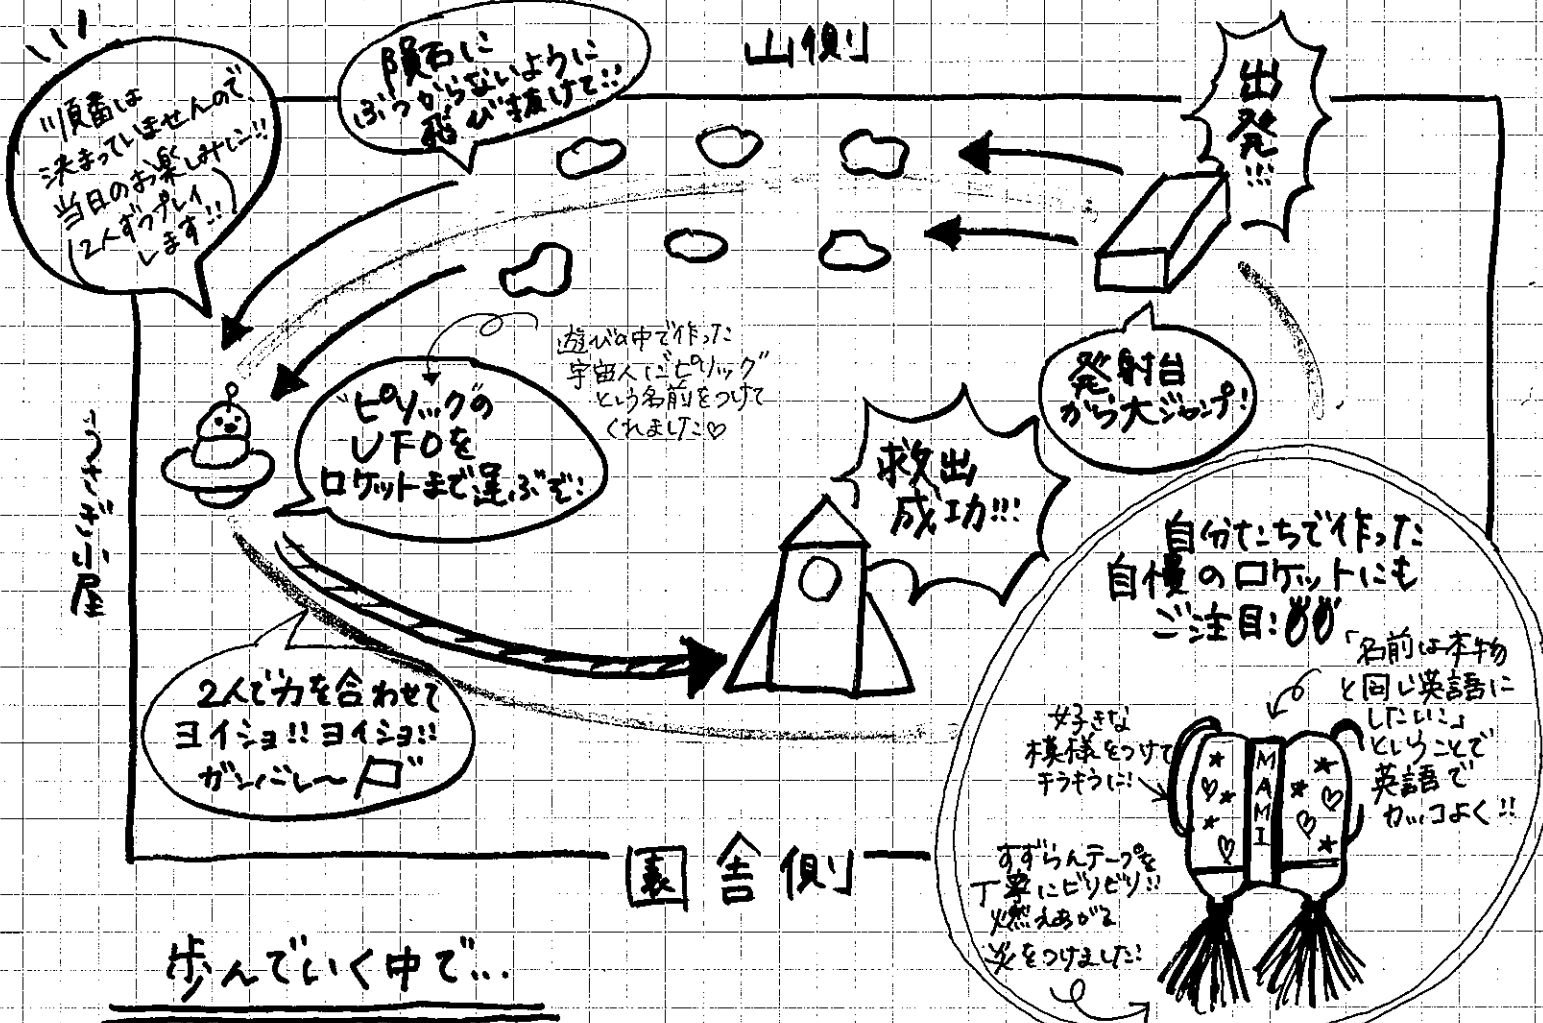 山側
出発!!!
隕石に
ぶつからないように
飛び抜けて!!
順番は
決まっていませんので、
当日のお楽しみに!!
2人ずつプレイ
します!!
発射台
から大ジャンプ!
遊びの中で作った
宇宙人に"ピリック"
という名前をつけて
くれました♡
"ピリック"の
UFOを
ロケットまで運ぶぞ!
うさぎ小屋
救出
成功!!!
2人で力を合わせて
ヨイショ!!ヨイショ!!
ガンバレ〜
自分たちで作った
自慢のロケットにも
ご注目!
「名前は本物
と同じ英語に
したい」
ということで
英語で
カッコよく!!
好きな
模様をつけて
キラキラに!
MAMI
すずらんテープを
丁寧にビリビリ!!
燃えあがる
炎をつけました!
園舎側
歩んでいく中で...